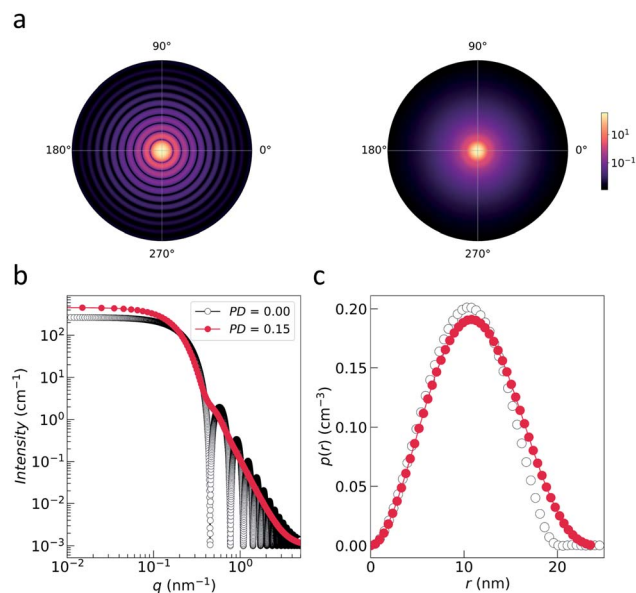 a
90°
180°
0°
270°
90°
180°
0°
270°
10¹
10⁻¹
b
Intensity (cm⁻¹)
10²
10¹
10⁰
10⁻¹
10⁻²
10⁻³
10⁻² 10⁻¹ 10⁰
q (nm⁻¹)
PD = 0.00
PD = 0.15
c
p(r) (cm⁻³)
0.20
0.15
0.10
0.05
0.00
0 10 20
r (nm)